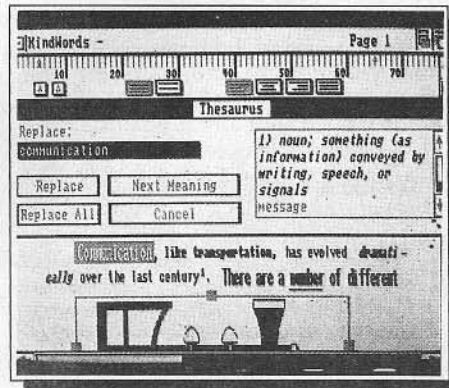 KindWords -
Page 1
10 20 30 40 50 60 70
A A
Thesaurus
Replace:
communication
1) noun; something (as
information) conveyed by
writing, speech, or
signals
message
Replace
Next Meaning
Replace All
Cancel
Communication, like transportation, has evolved dramati-
cally over the last century¹. There are a number of different